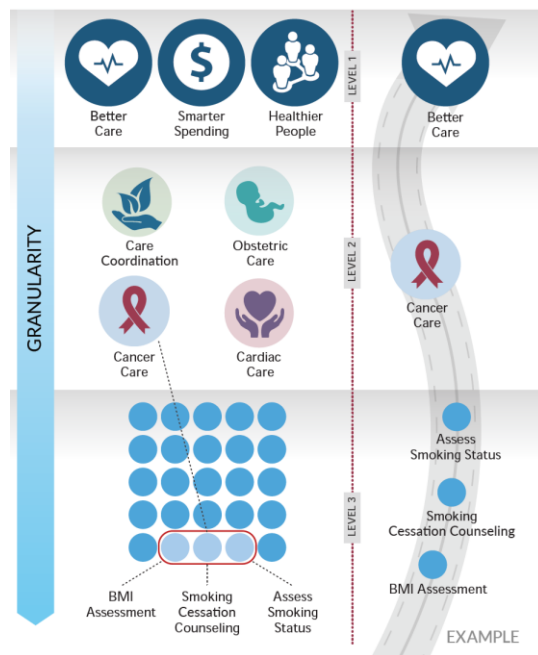 Better
Care
Smarter
Spending
Healthier
People
LEVEL 1
Better
Care
GRANULARITY
Care
Coordination
Obstetric
Care
LEVEL 2
Cancer
Care
Cancer
Care
Cardiac
Care
Assess
Smoking Status
LEVEL 3
Smoking
Cessation Counseling
BMI Assessment
BMI
Assessment
Smoking
Cessation
Counseling
Assess
Smoking
Status
EXAMPLE